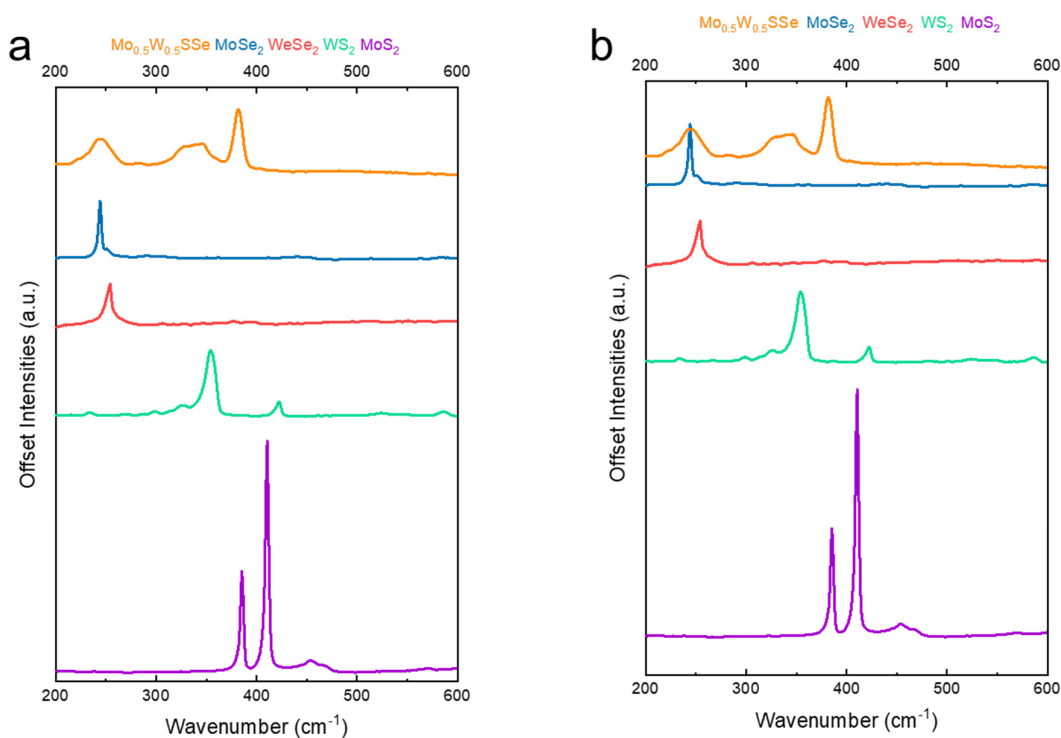 a
Mo0.5W0.5SSe MoSe2 WeSe2 WS2 MoS2
200 300 400 500 600
Offset Intensities (a.u.)
200 300 400 500 600
Wavenumber (cm-1)
b
Mo0.5W0.5SSe MoSe2 WeSe2 WS2 MoS2
200 300 400 500 600
Offset Intensities (a.u.)
200 300 400 500 600
Wavenumber (cm-1)